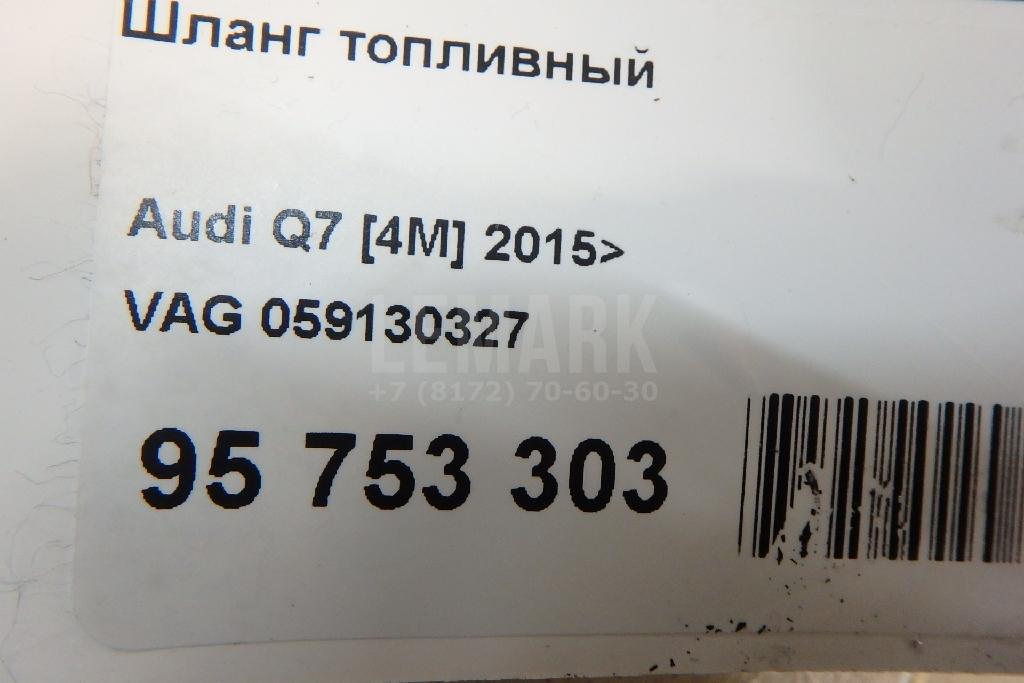 Шланг топливный
Audi Q7 [4M] 2015>
VAG 059130327
LEMARK
+7 (8172) 70-60-30
95 753 303